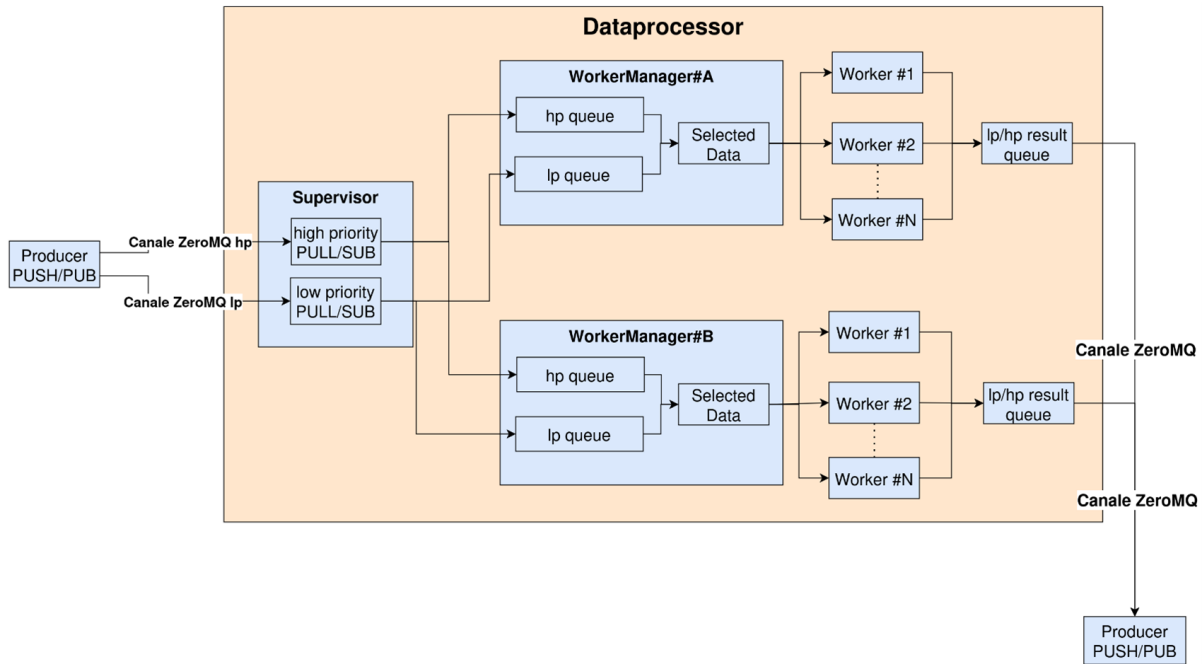 Dataprocessor
WorkerManager#A
hp queue
lp queue
Selected
Data
Worker #1
Worker #2
Worker #N
lp/hp result
queue
Supervisor
high priority
PULL/SUB
low priority
PULL/SUB
Producer
PUSH/PUB
Canale ZeroMQ hp
Canale ZeroMQ lp
WorkerManager#B
hp queue
lp queue
Selected
Data
Worker #1
Worker #2
Worker #N
lp/hp result
queue
Canale ZeroMQ
Canale ZeroMQ
Producer
PUSH/PUB